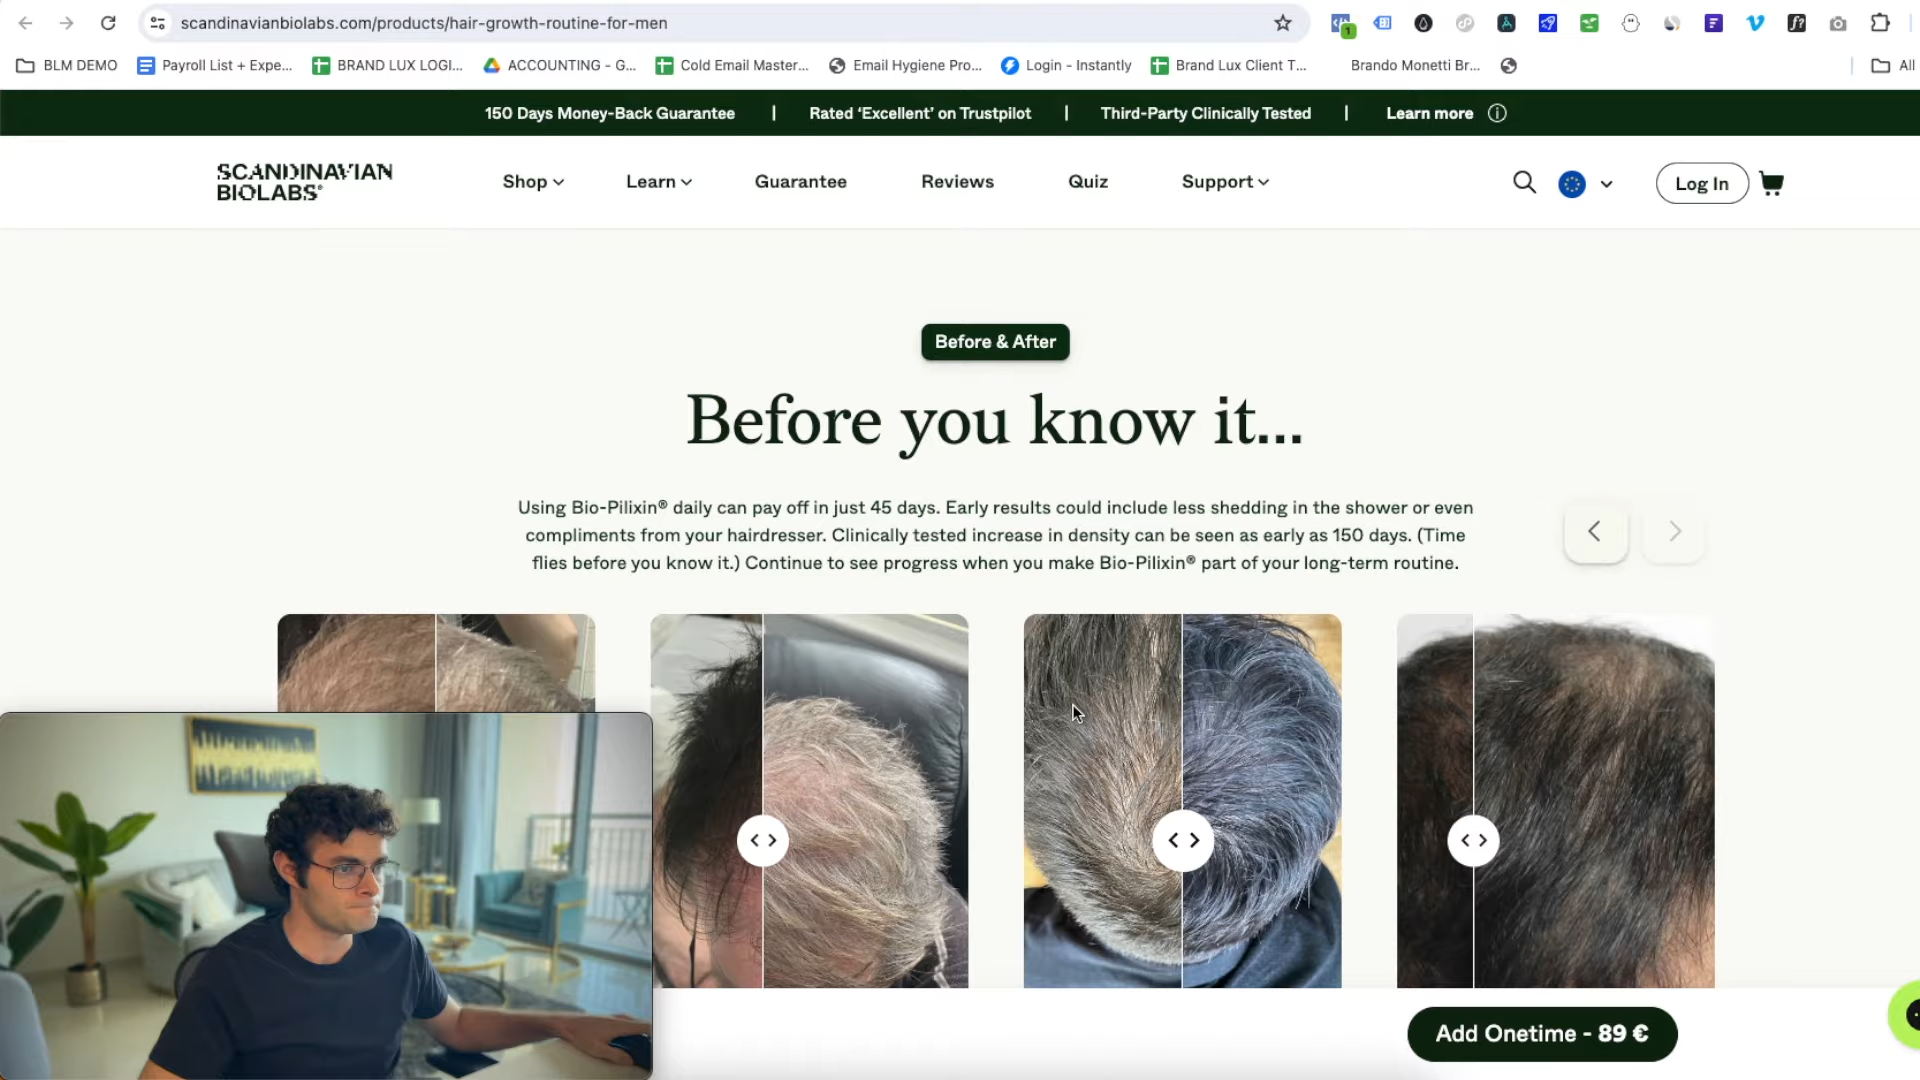 scandinavianbiolabs.com/products/hair-growth-routine-for-men
1
BLM DEMO
Payroll List + Expe...
BRAND LUX LOGI...
ACCOUNTING - G...
Cold Email Master...
Email Hygiene Pro...
Login - Instantly
Brand Lux Client T...
Brando Monetti Br...
All
150 Days Money-Back Guarantee | Rated ‘Excellent’ on Trustpilot | Third-Party Clinically Tested | Learn more
SCANDINAVIAN
BIOLABS®
Shop
Learn
Guarantee
Reviews
Quiz
Support
Log In
Before & After
Before you know it...
Using Bio-Pilixin® daily can pay off in just 45 days. Early results could include less shedding in the shower or even
compliments from your hairdresser. Clinically tested increase in density can be seen as early as 150 days. (Time
flies before you know it.) Continue to see progress when you make Bio-Pilixin® part of your long-term routine.
Add Onetime - 89 €